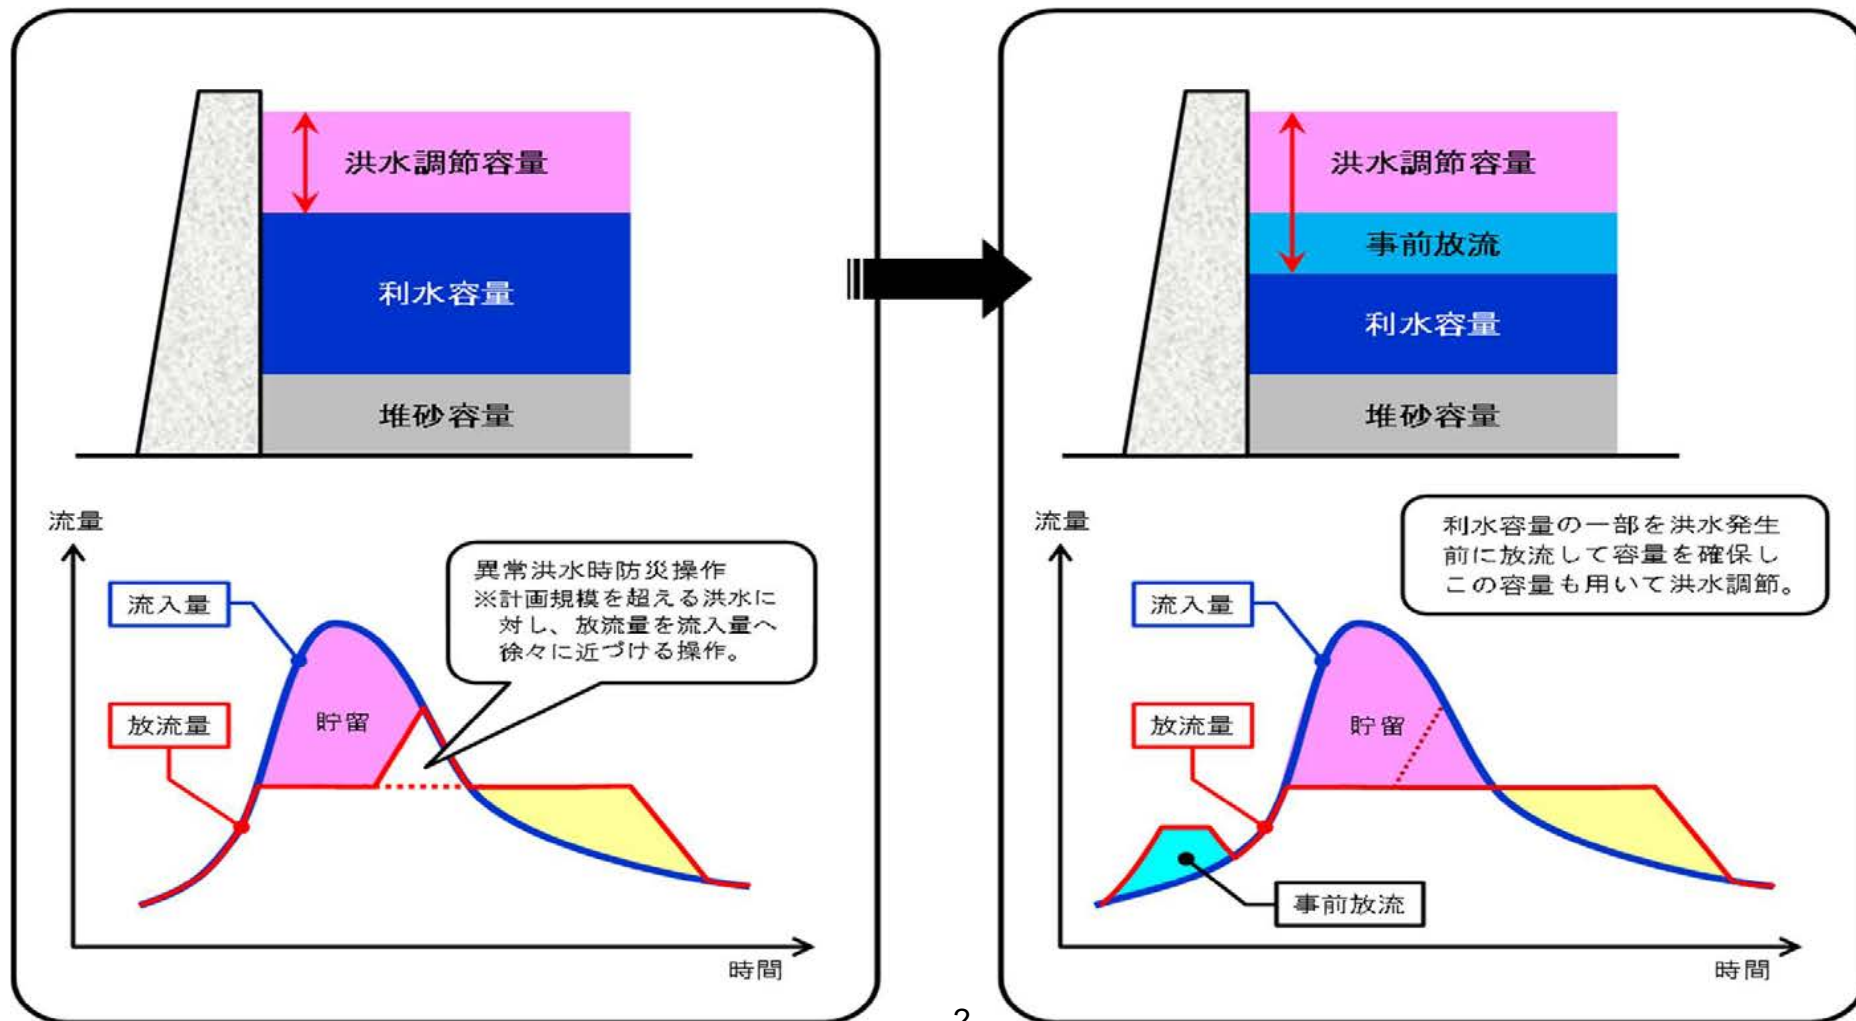 洪水調節容量
利水容量
堆砂容量
流量
流入量
放流量
貯留
異常洪水時防災操作
※計画規模を超える洪水に
対し、放流量を流入量へ
徐々に近づける操作。
時間
洪水調節容量
事前放流
利水容量
堆砂容量
流量
利水容量の一部を洪水発生
前に放流して容量を確保し
この容量も用いて洪水調節。
流入量
放流量
貯留
事前放流
時間
2